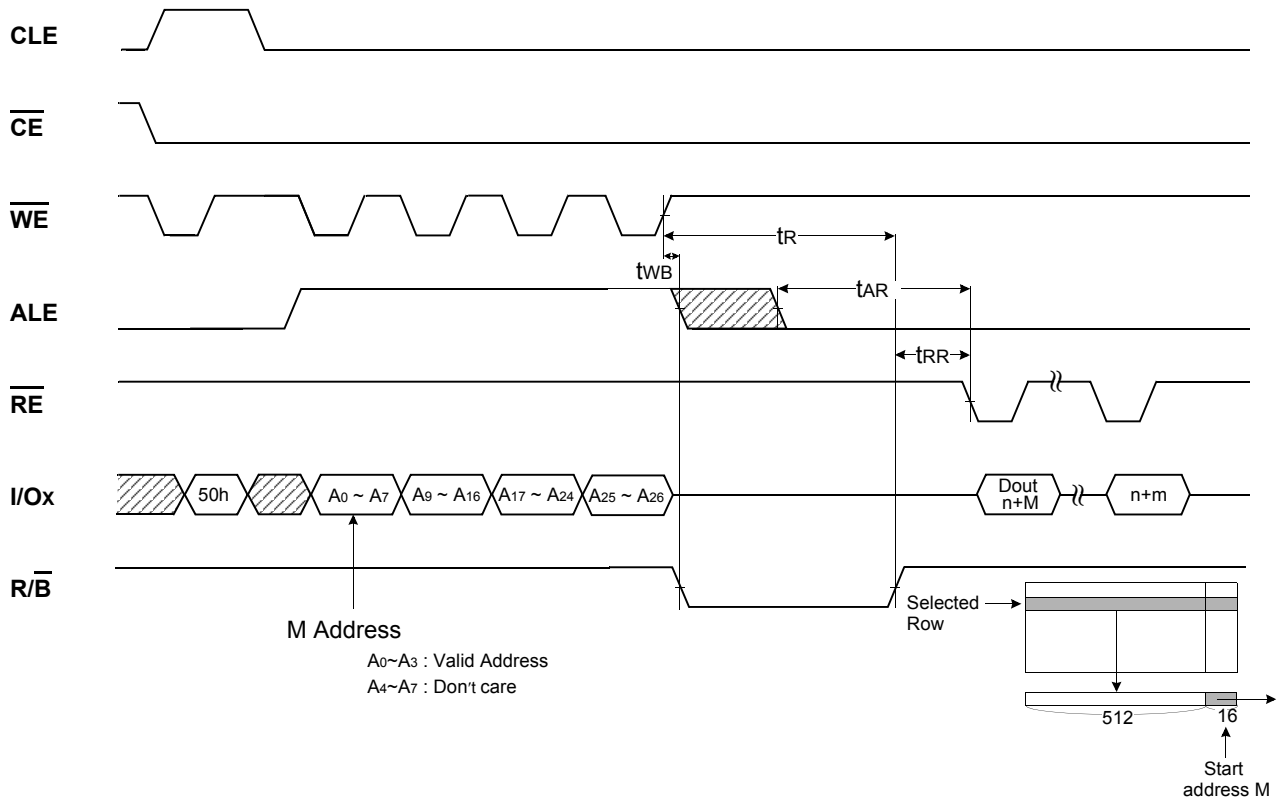 CLE
CE
WE
tR
tWB
ALE
tAR
tRR
RE
I/Ox
50h
A0 ~ A7
A9 ~ A16
A17 ~ A24
A25 ~ A26
Dout
n+M
n+m
R/B
M Address
A0~A3 : Valid Address
A4~A7 : Don't care
Selected
Row
512
16
Start
address M